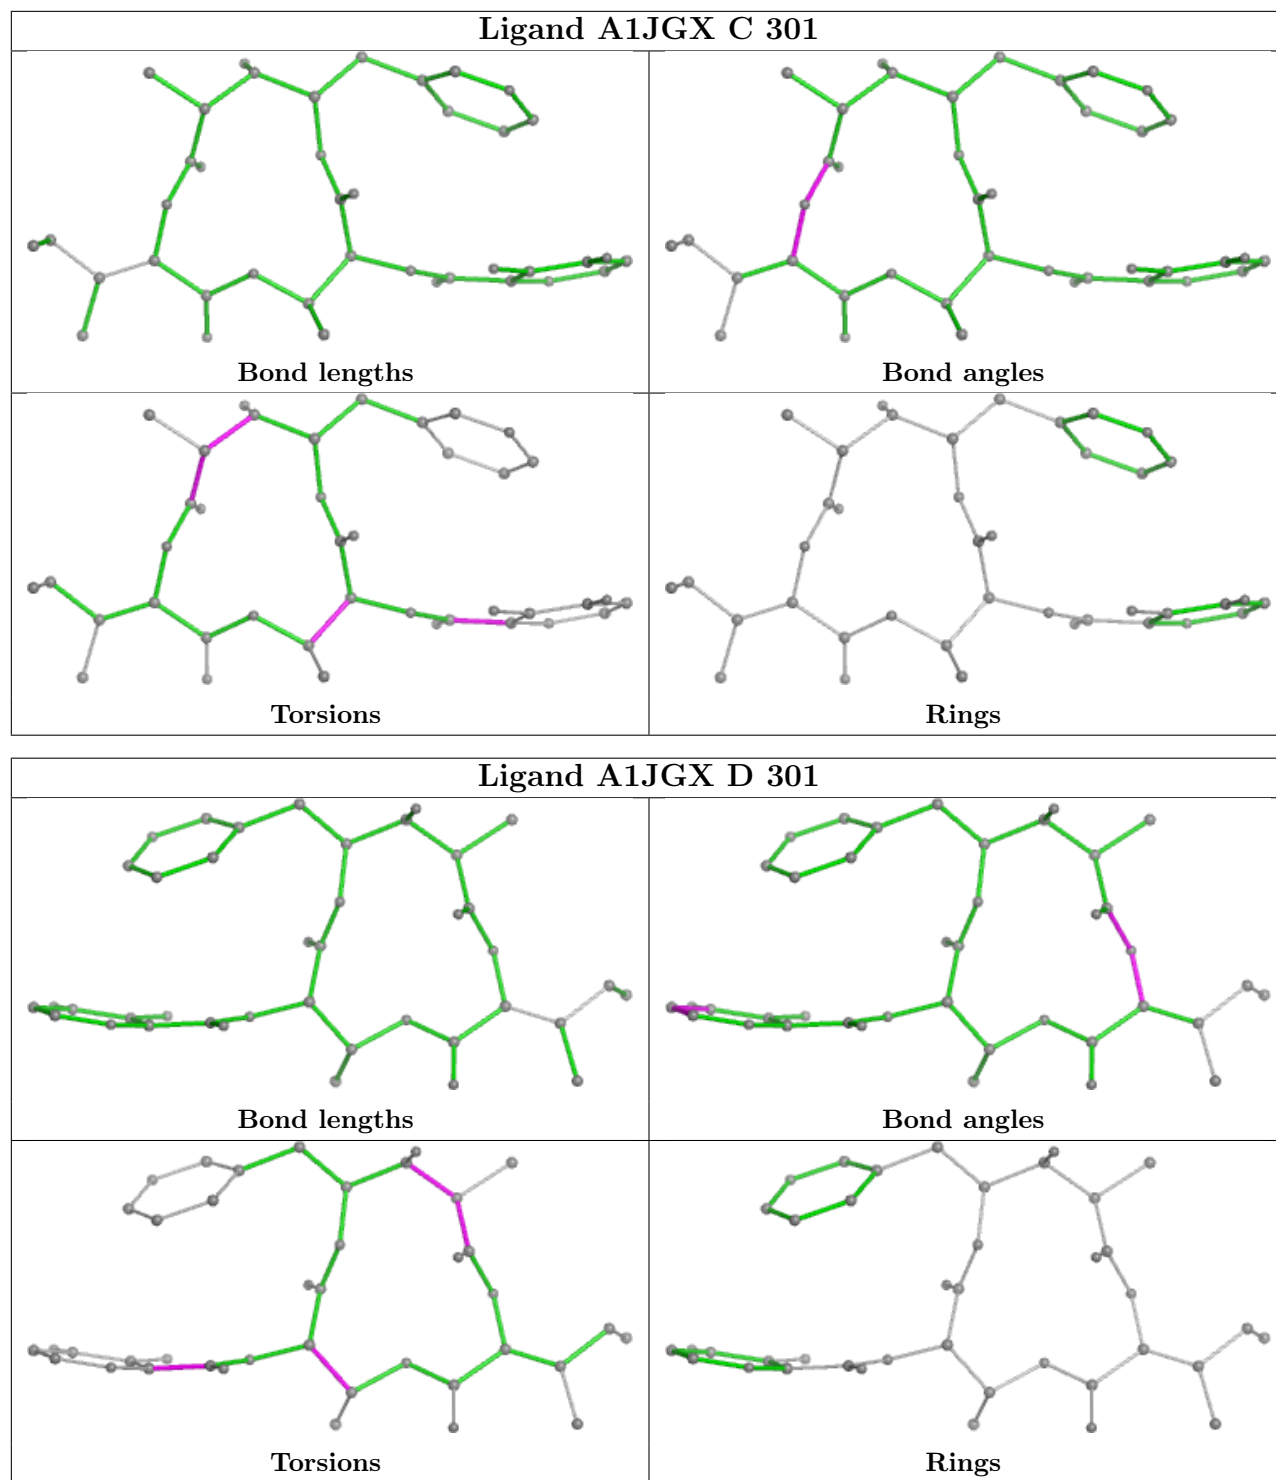 Ligand A1JGX C 301
Bond lengths
Bond angles
Torsions
Rings
Ligand A1JGX D 301
Bond lengths
Bond angles
Torsions
Rings